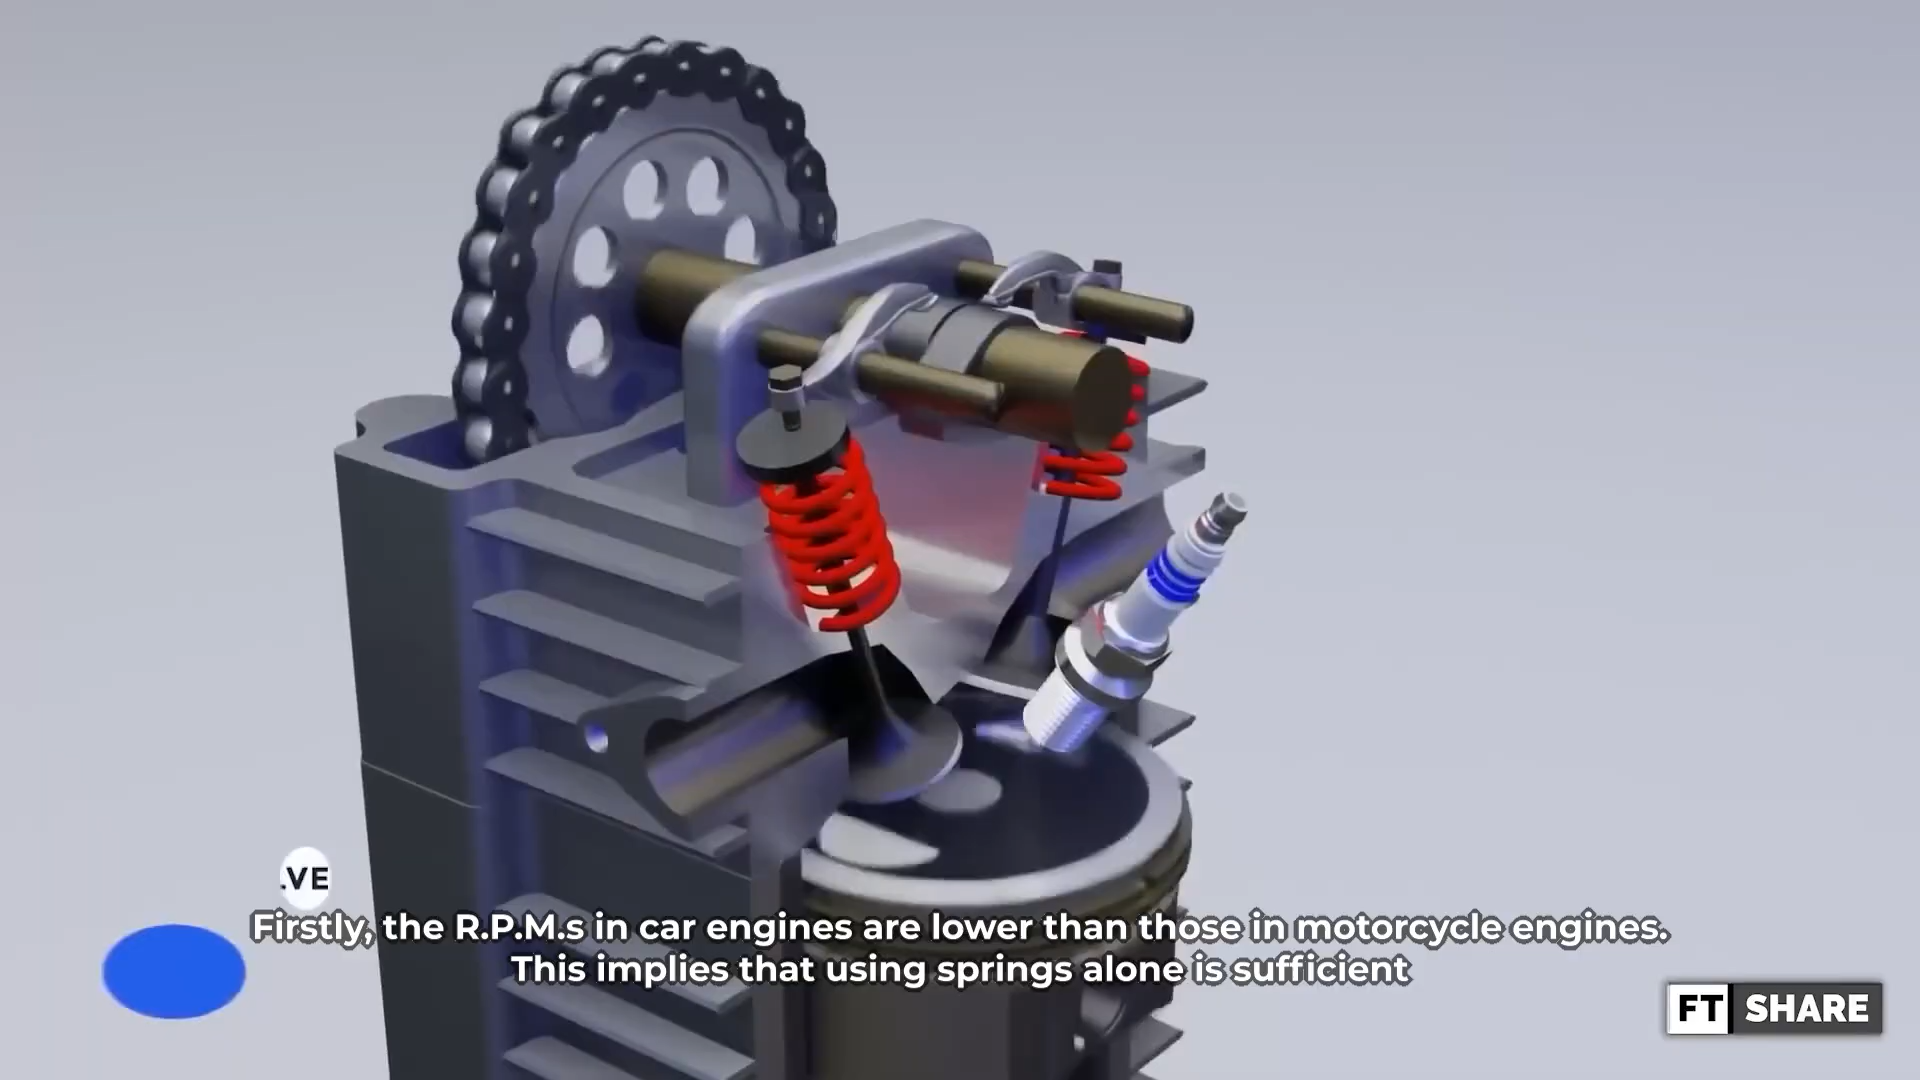 .VE
Firstly, the R.P.M.s in car engines are lower than those in motorcycle engines.
This implies that using springs alone is sufficient
FT SHARE